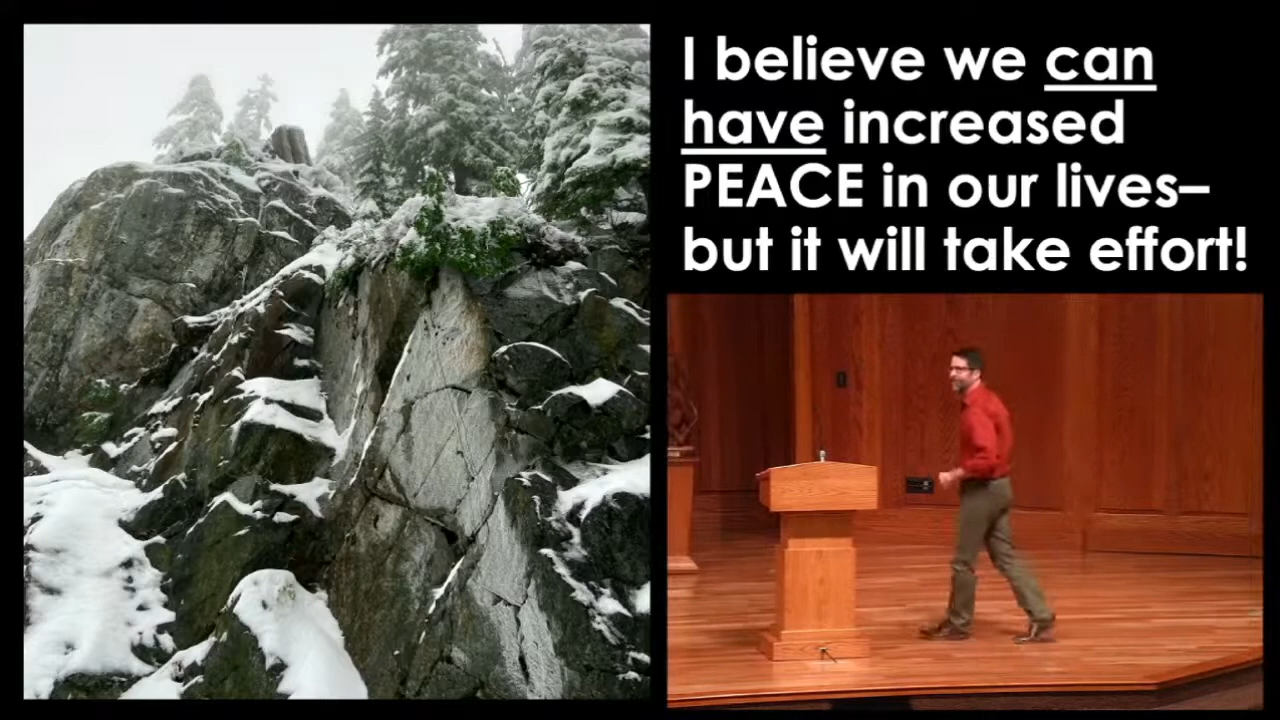 I believe we can
have increased
PEACE in our lives–
but it will take effort!